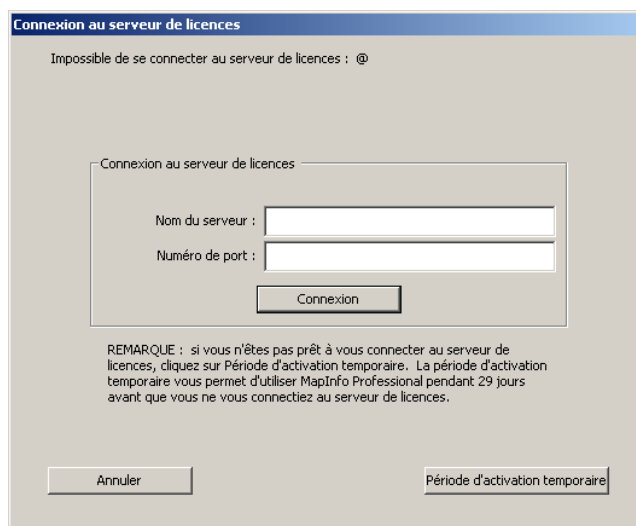 Connexion au serveur de licences
Impossible de se connecter au serveur de licences : @
Connexion au serveur de licences
Nom du serveur :
Numéro de port :
Connexion
REMARQUE : si vous n'êtes pas prêt à vous connecter au serveur de
licences, cliquez sur Période d'activation temporaire. La période d'activation
temporaire vous permet d'utiliser MapInfo Professional pendant 29 jours
avant que vous ne vous connectiez au serveur de licences.
Annuler
Période d'activation temporaire